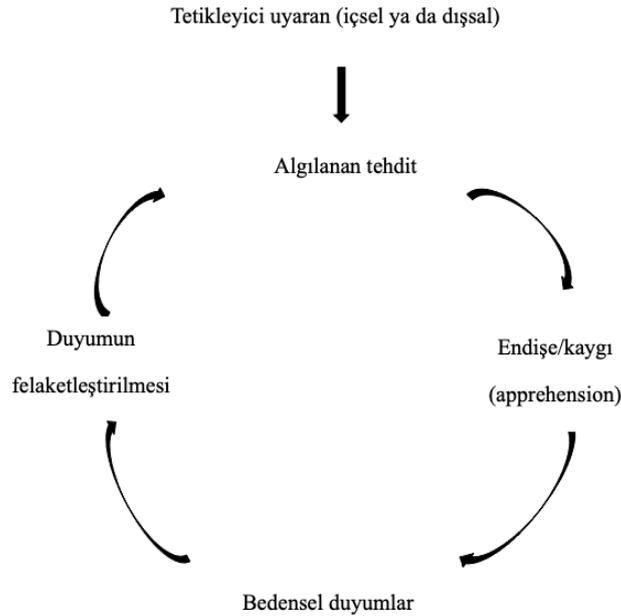 Tetikleyici uyaran (içsel ya da dışsal)
Algılanan tehdit
Duyumun
felaketleştirilmesi
Endişe/kaygı
(apprehension)
Bedensel duyumlar